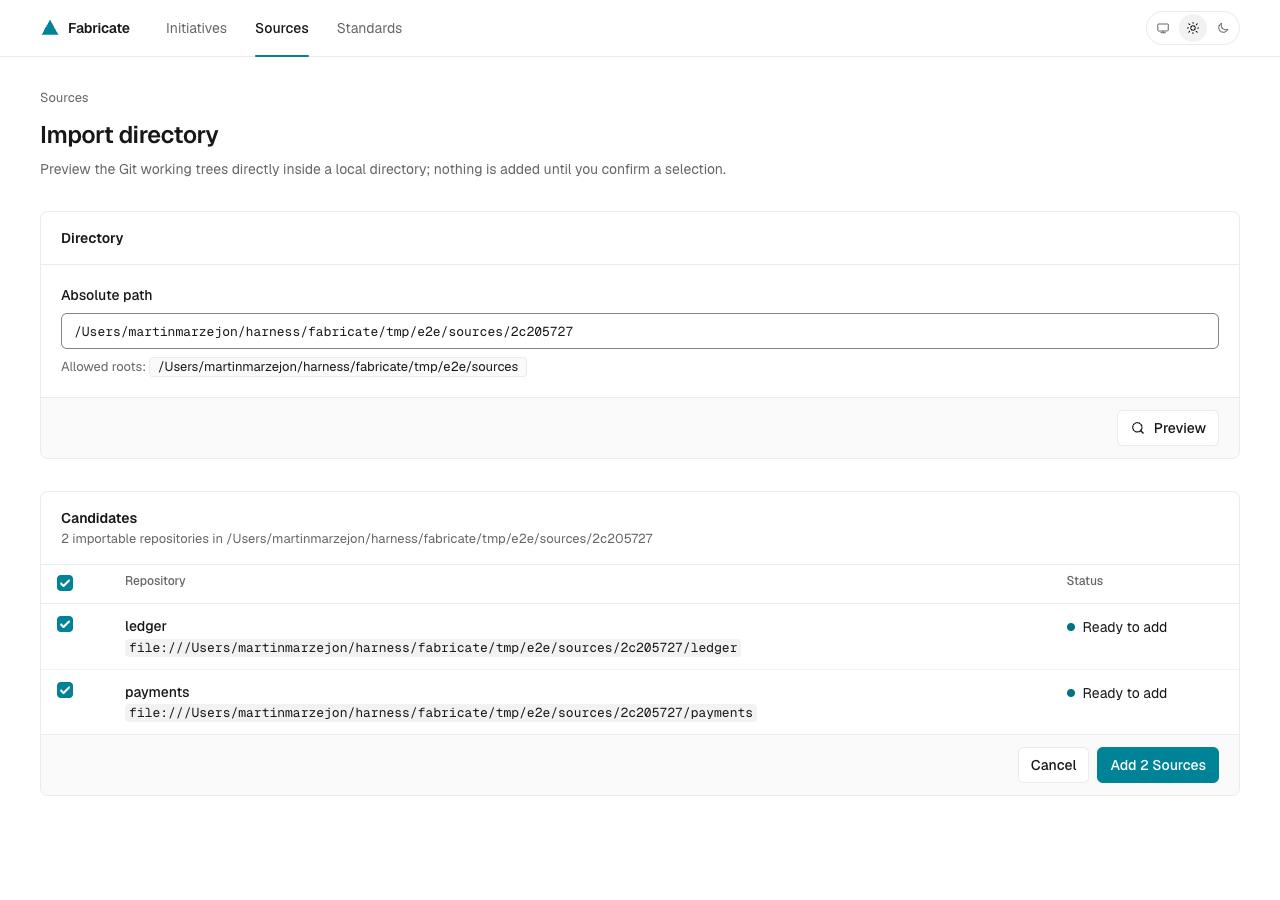 Fabricate
Initiatives
Sources
Standards
Sources
Import directory
Preview the Git working trees directly inside a local directory; nothing is added until you confirm a selection.
Directory
Absolute path
/Users/martinmarzejon/harness/fabricate/tmp/e2e/sources/2c205727
Allowed roots: /Users/martinmarzejon/harness/fabricate/tmp/e2e/sources
Preview
Candidates
2 importable repositories in /Users/martinmarzejon/harness/fabricate/tmp/e2e/sources/2c205727
Repository Status
ledger Ready to add
file:///Users/martinmarzejon/harness/fabricate/tmp/e2e/sources/2c205727/ledger
payments Ready to add
file:///Users/martinmarzejon/harness/fabricate/tmp/e2e/sources/2c205727/payments
Cancel
Add 2 Sources